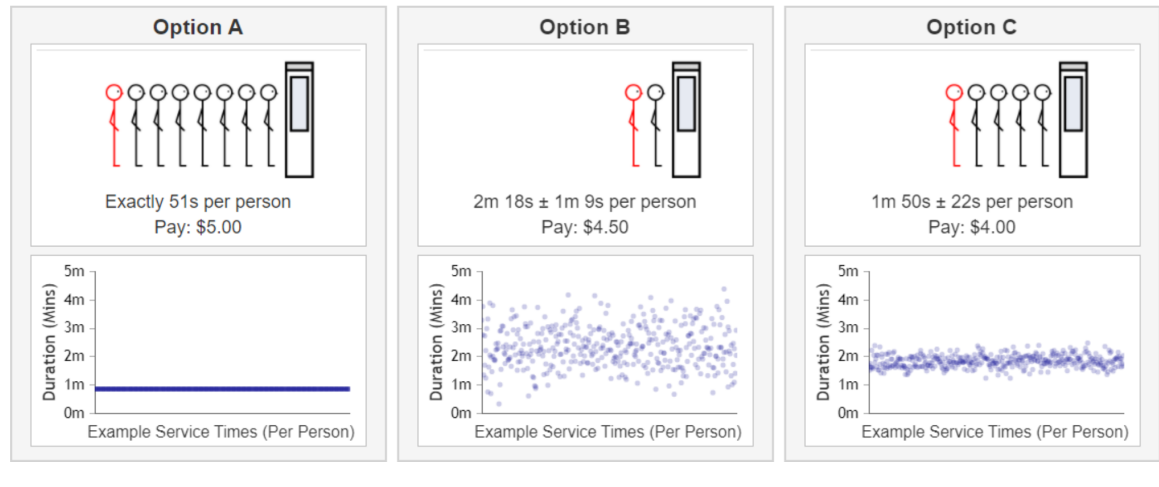 Option A
Exactly 51s per person
Pay: $5.00
5m
4m
3m
2m
1m
0m
Duration (Mins)
Example Service Times (Per Person)
Option B
2m 18s ± 1m 9s per person
Pay: $4.50
5m
4m
3m
2m
1m
0m
Duration (Mins)
Example Service Times (Per Person)
Option C
1m 50s ± 22s per person
Pay: $4.00
5m
4m
3m
2m
1m
0m
Duration (Mins)
Example Service Times (Per Person)